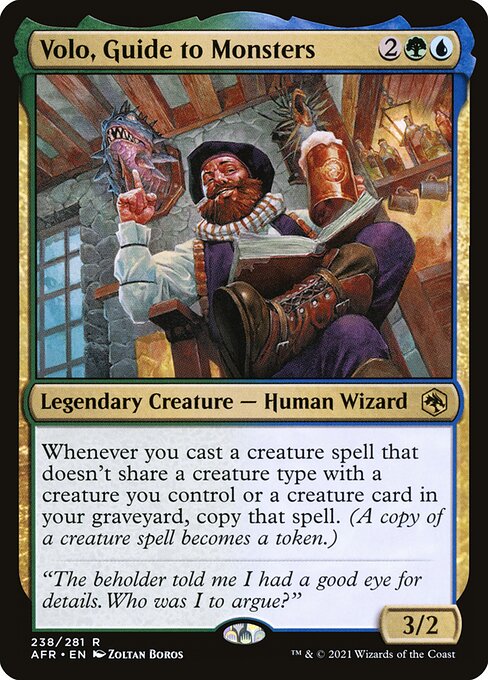 Volo, Guide to Monsters 2
Legendary Creature — Human Wizard
Whenever you cast a creature spell that
doesn't share a creature type with a
creature you control or a creature card in
your graveyard, copy that spell. (A copy of
a creature spell becomes a token.)
“The beholder told me I had a good eye for
details. Who was I to argue?”
3/2
238/281 R
AFR • EN Zoltan Boros
™ & © 2021 Wizards of the Coast